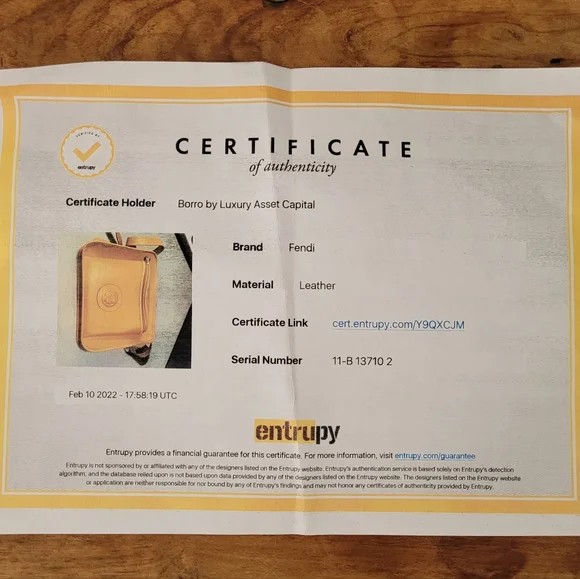 VERIFIED BY
entrupy
CERTIFICATE
of authenticity
Certificate Holder Borro by Luxury Asset Capital
Brand Fendi
Material Leather
Certificate Link cert.entrupy.com/Y9QXCJM
Serial Number 11-B 13710 2
Feb 10 2022 - 17:58:19 UTC
entrupy
Entrupy provides a financial guarantee for this certificate. For more information, visit entrupy.com/guarantee
Entrupy is not sponsored by or affiliated with any of the designers listed on the Entrupy website. Entrupy's authentication service is based solely on Entrupy's detection
algorithm, and the database relied upon is not based upon data provided by any of the designers listed on the Entrupy website. The designers listed on the Entrupy website
or application are neither responsible for nor bound by any of Entrupy's findings and may not honor any certificates of authenticity provided by Entrupy.